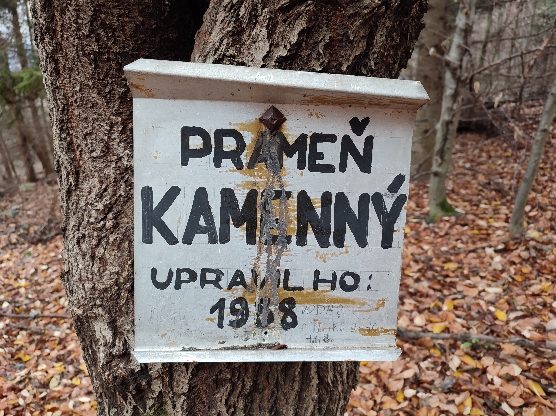 PRAMEŇ
KAMENNÝ
UPRAVIL HO:
1988